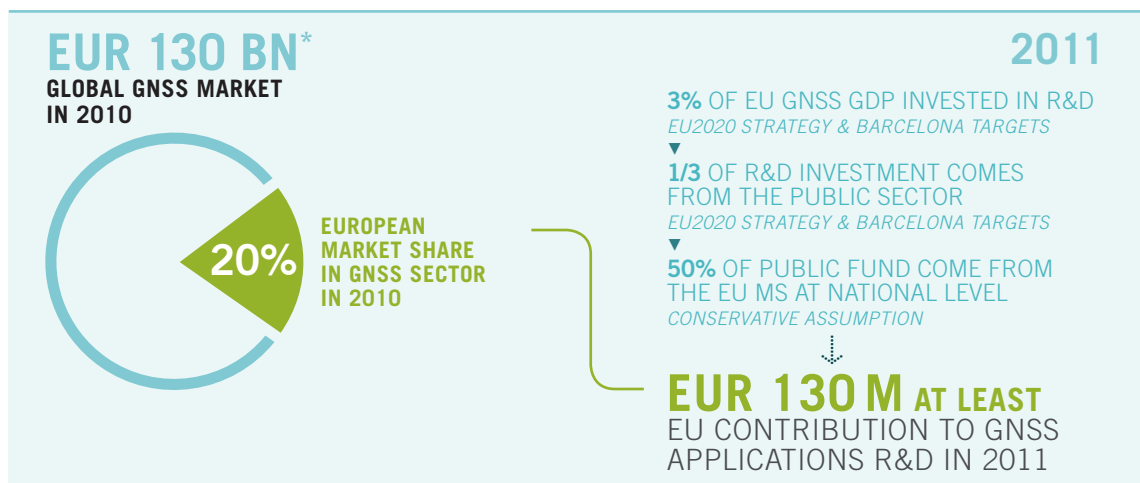 EUR 130 BN*
GLOBAL GNSS MARKET
IN 2010
20%
EUROPEAN
MARKET SHARE
IN GNSS SECTOR
IN 2010
2011
3% OF EU GNSS GDP INVESTED IN R&D
EU2020 STRATEGY & BARCELONA TARGETS
1/3 OF R&D INVESTMENT COMES
FROM THE PUBLIC SECTOR
EU2020 STRATEGY & BARCELONA TARGETS
50% OF PUBLIC FUND COME FROM
THE EU MS AT NATIONAL LEVEL
CONSERVATIVE ASSUMPTION
EUR 130 M AT LEAST
EU CONTRIBUTION TO GNSS
APPLICATIONS R&D IN 2011